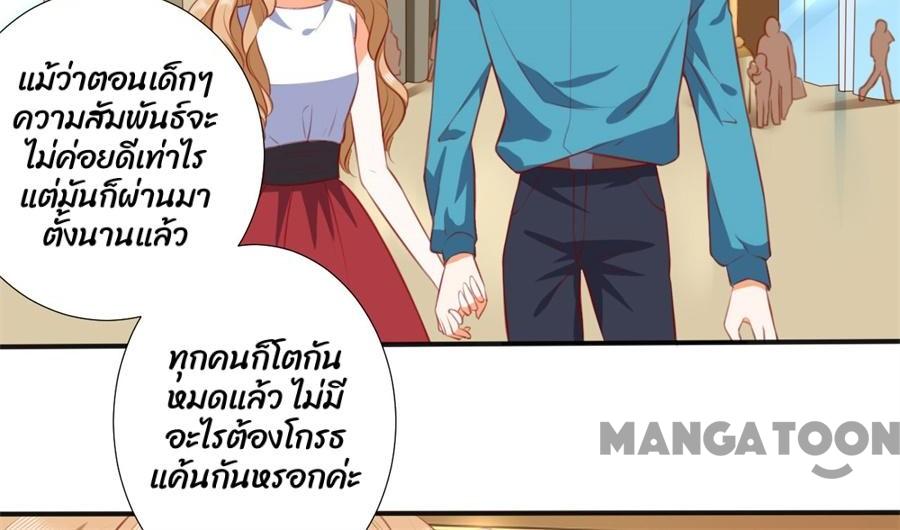 แม้ว่าตอนเด็กๆ
ความสัมพันธ์จะ
ไม่ค่อยดีเท่าไร
แต่มันก็ผ่านมา
ตั้งนานแล้ว
ทุกคนก็โตกัน
หมดแล้ว ไม่มี
อะไรต้องโกรธ
แค้นกันหรอกค่ะ
MANGATOON